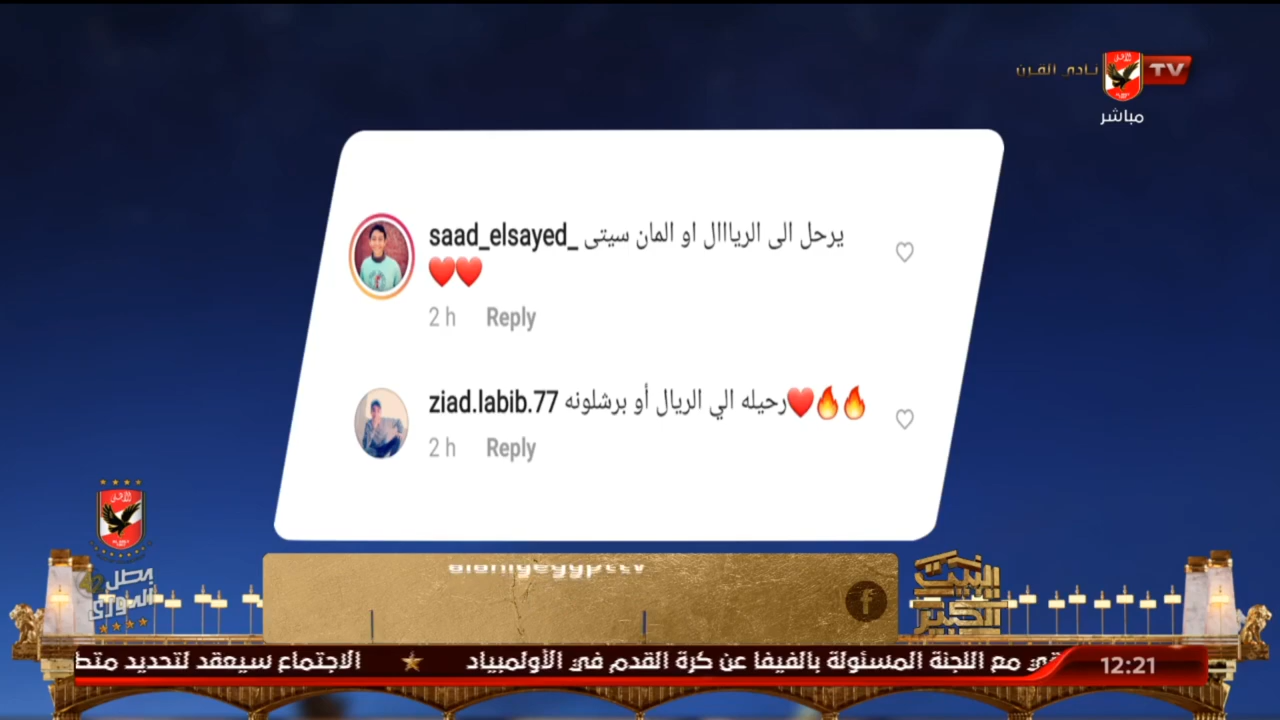 نادي القرن
TV
مباشر
saad_elsayed_ يرحل الى الريااال او المان سيتى
❤️❤️
2 h Reply
ziad.labib.77 رحيله الي الريال أو برشلونه❤️🔥🔥
2 h Reply
بطل
الدوري
البيت
الكبير
مع اللجنة المسئولة بالفيفا عن كرة القدم في الأولمبياد
الاجتماع سيعقد لتحديد
12:21